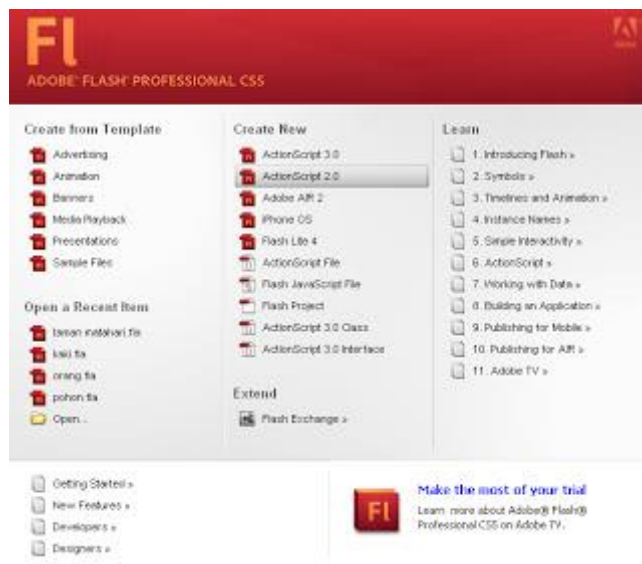 Fl
ADOBE® FLASH® PROFESSIONAL CS5
Adobe
Create from Template
Advertising
Animation
Banners
Media Playback
Presentations
Sample Files
Open a Recent Item
taman matahari.fla
kaki.fla
orang.fla
pohon.fla
Open...
Create New
ActionScript 3.0
ActionScript 2.0
Adobe AIR 2
iPhone OS
Flash Lite 4
ActionScript File
Flash JavaScript File
Flash Project
ActionScript 3.0 Class
ActionScript 3.0 Interface
Extend
Flash Exchange »
Learn
1. Introducing Flash »
2. Symbols »
3. Timelines and Animation »
4. Instance Names »
5. Simple Interactivity »
6. ActionScript »
7. Working with Data »
8. Building an Application »
9. Publishing for Mobile »
10. Publishing for AIR »
11. Adobe TV »
Getting Started »
New Features »
Developers »
Designers »
Fl
Make the most of your trial
Learn more about Adobe® Flash®
Professional CS5 on Adobe TV.